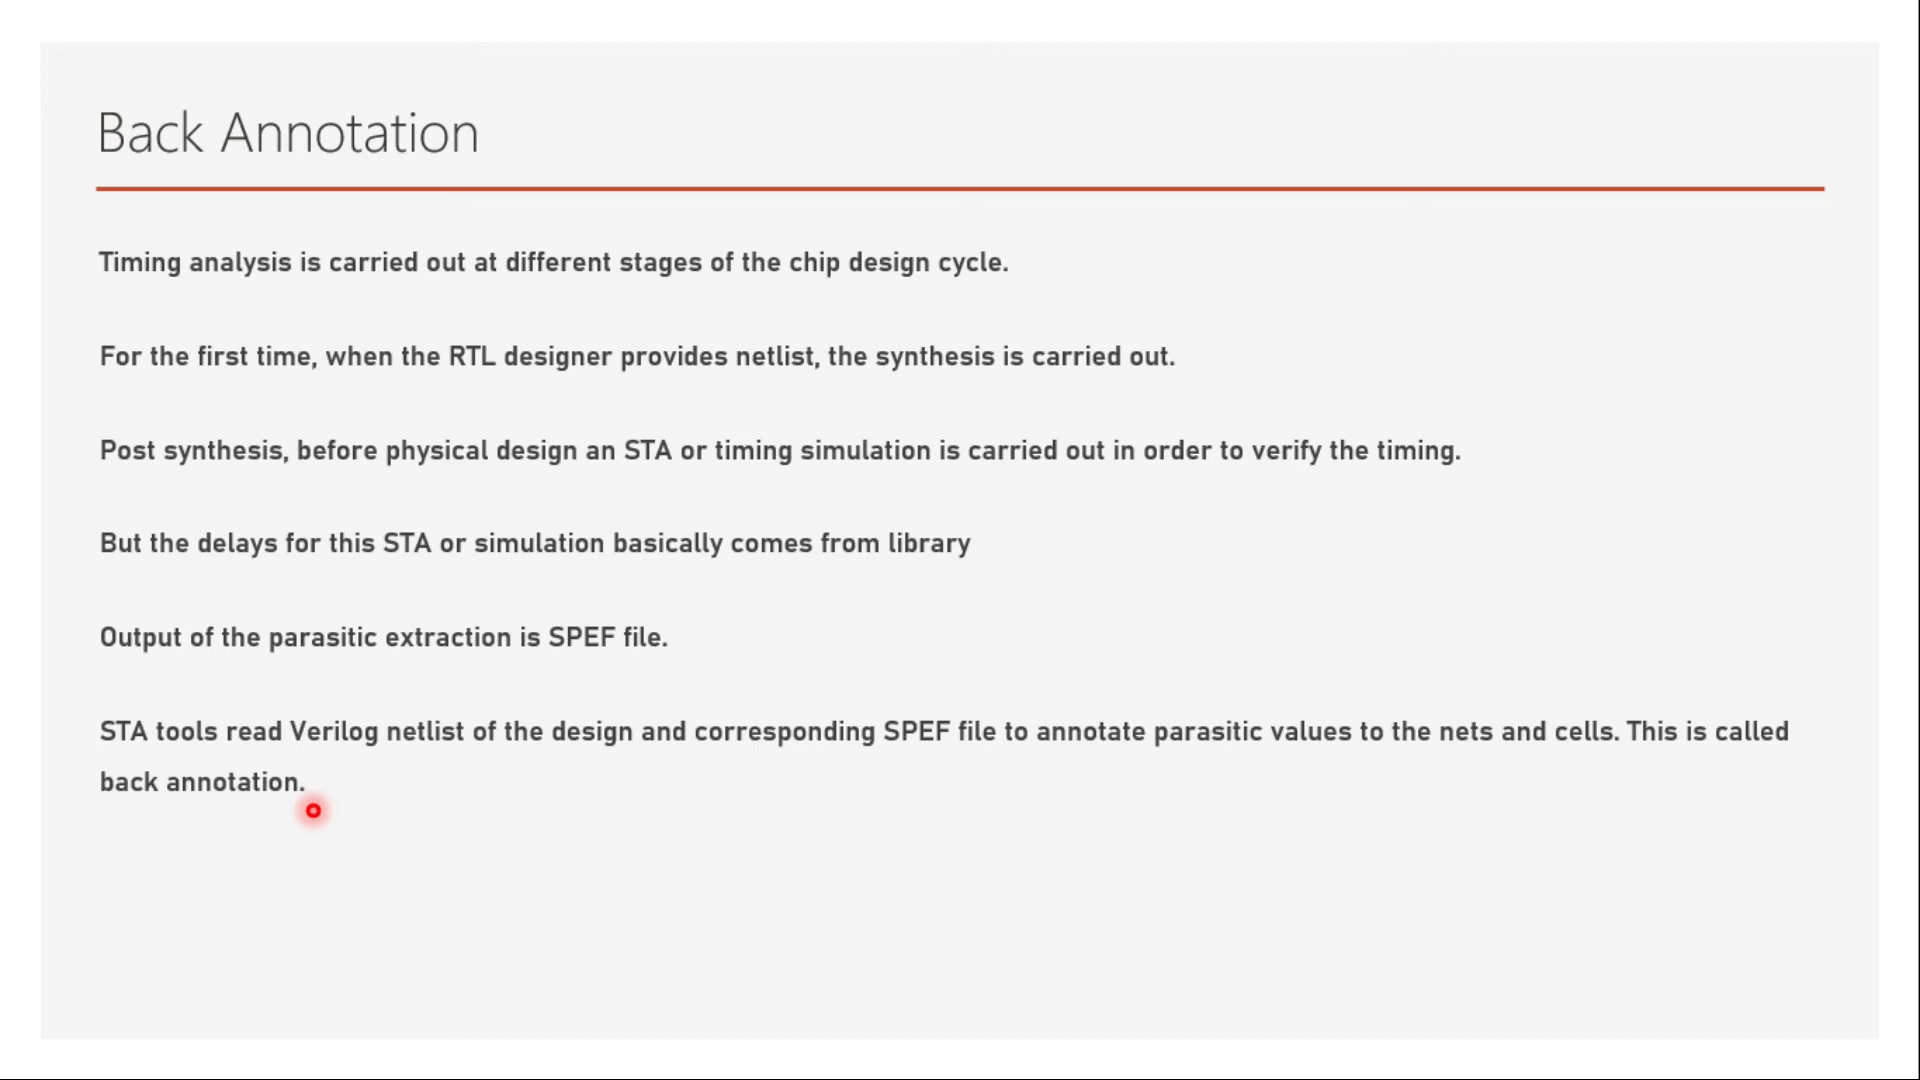 Back Annotation
Timing analysis is carried out at different stages of the chip design cycle.
For the first time, when the RTL designer provides netlist, the synthesis is carried out.
Post synthesis, before physical design an STA or timing simulation is carried out in order to verify the timing.
But the delays for this STA or simulation basically comes from library
Output of the parasitic extraction is SPEF file.
STA tools read Verilog netlist of the design and corresponding SPEF file to annotate parasitic values to the nets and cells. This is called
back annotation.